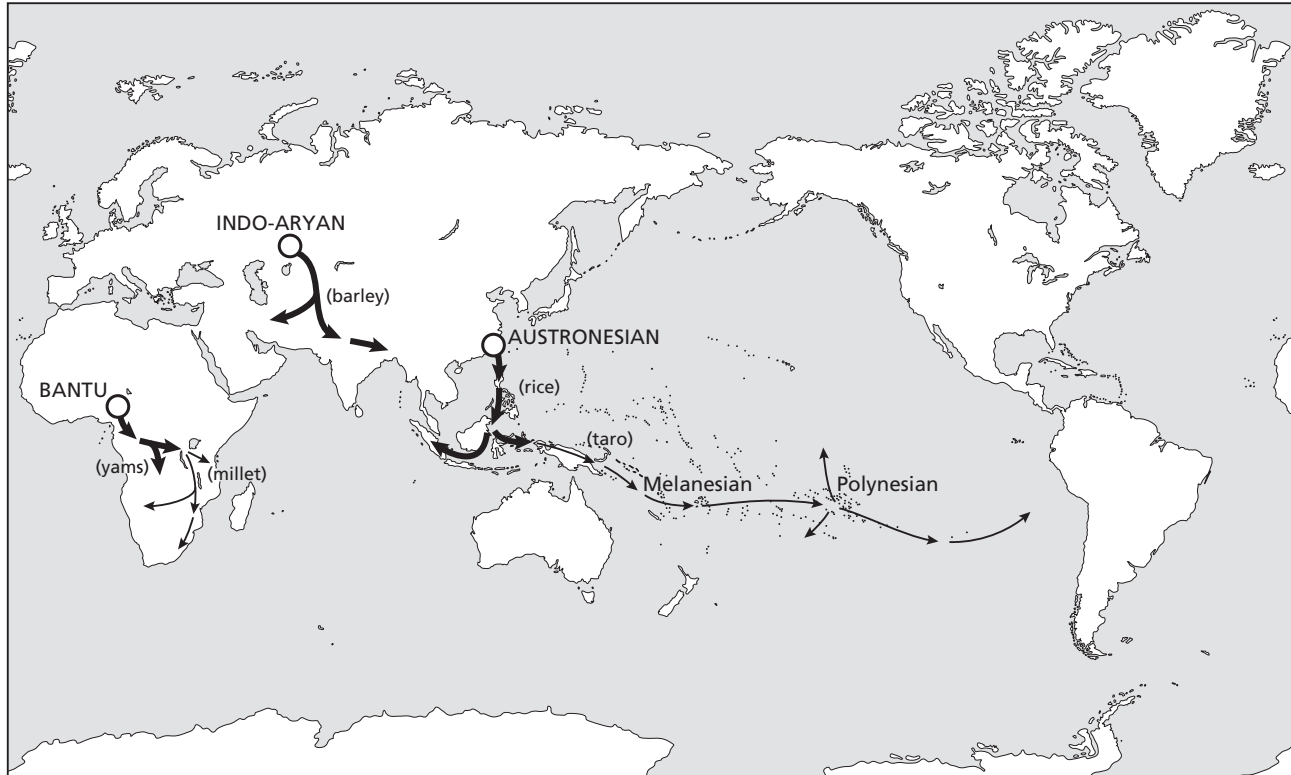 INDO-ARYAN
(barley)
AUSTRONESIAN
BANTU
(rice)
(taro)
(yams)
(millet)
Melanesian
Polynesian